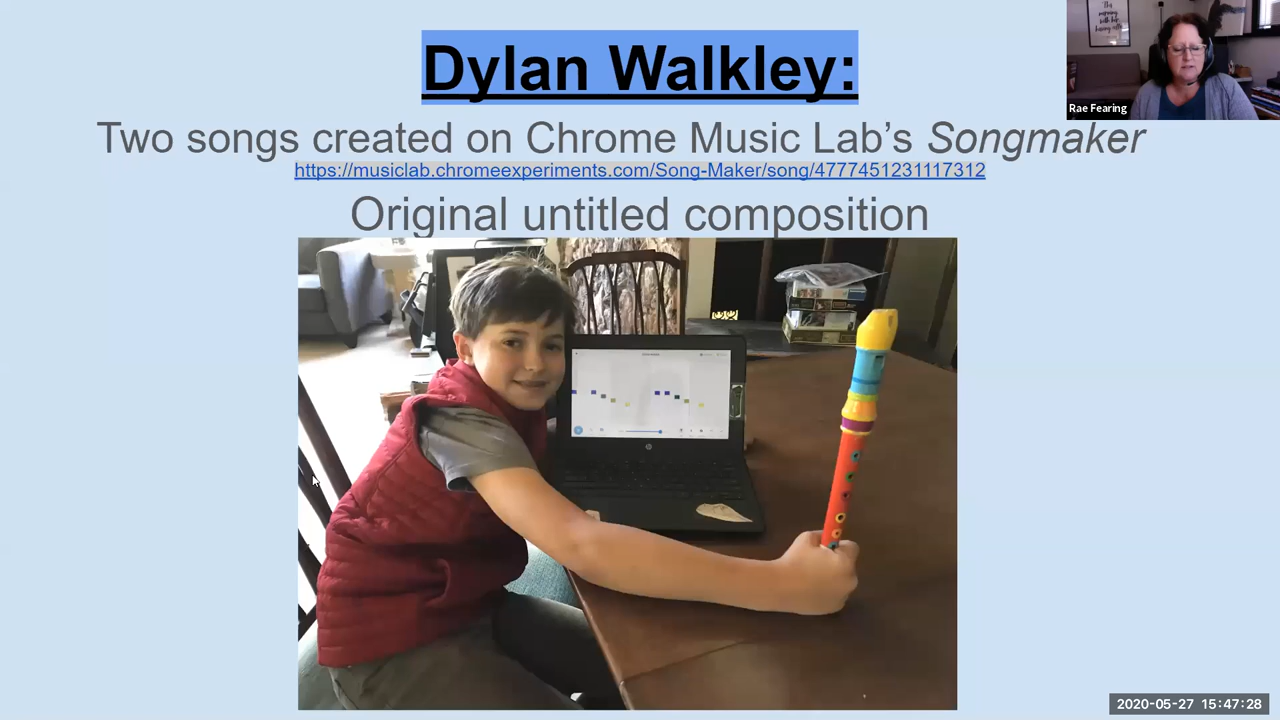 Dylan Walkley:
Two songs created on Chrome Music Lab's Songmaker
https://musiclab.chromeexperiments.com/Song-Maker/song/4777451231117312
Original untitled composition
Rae Fearing
2020-05-27 15:47:28